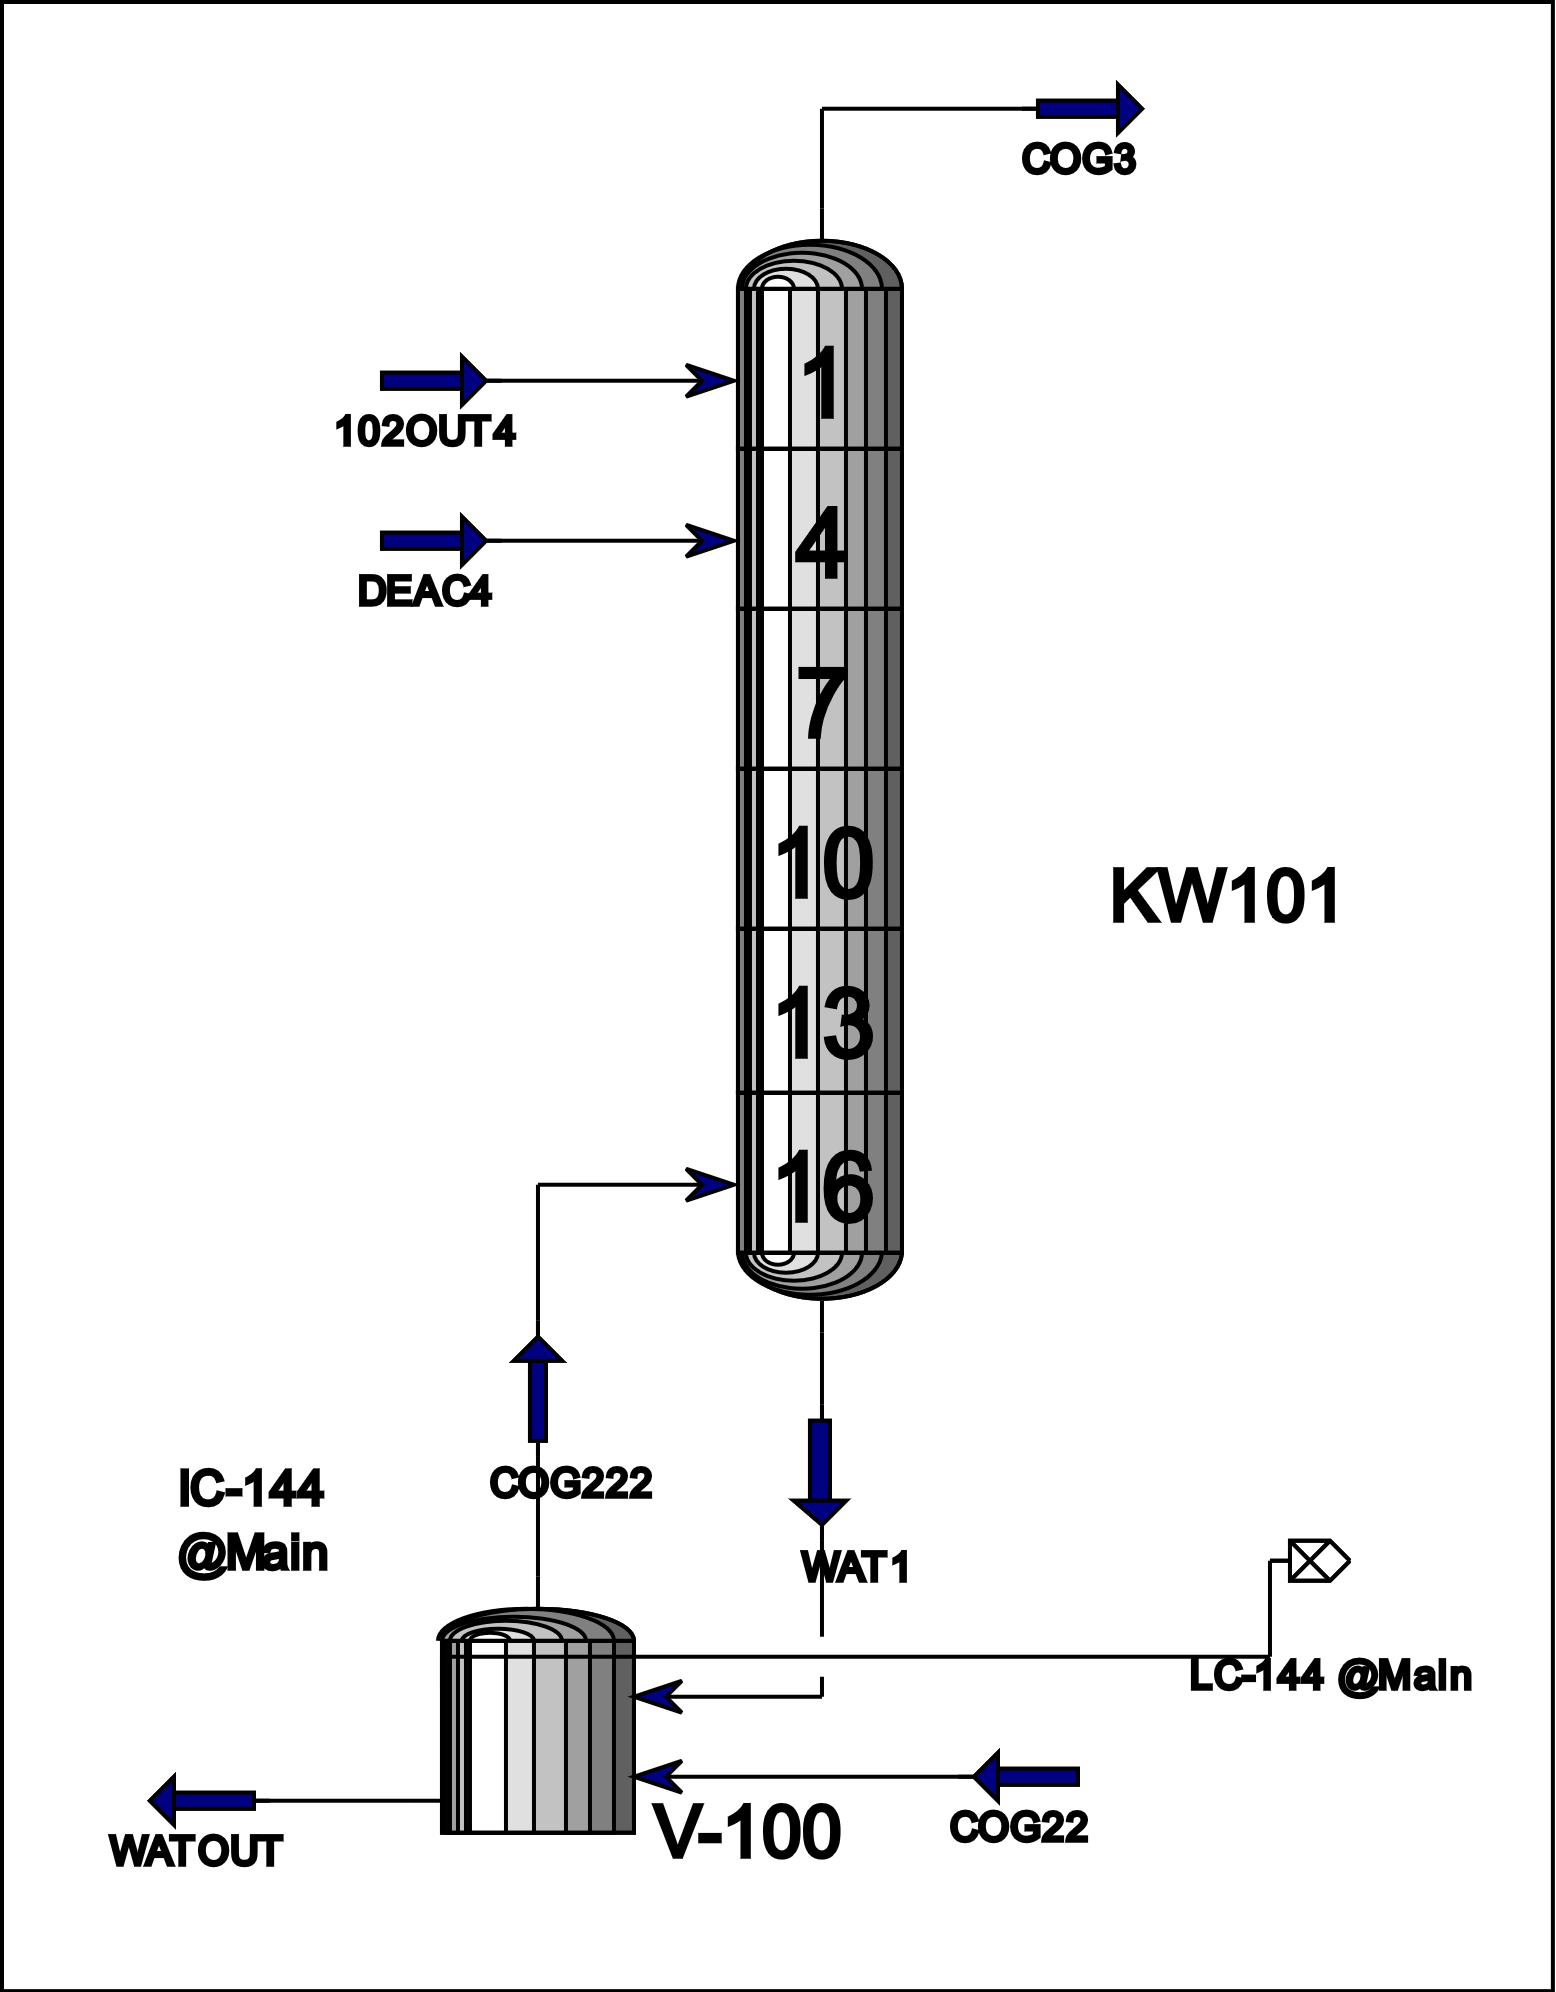 COG3
1
102OUT4
4
DEAC4
7
10
KW101
13
16
COG222
IC-144
@Main
WAT1
LC-144 @Main
V-100
COG22
WATOUT